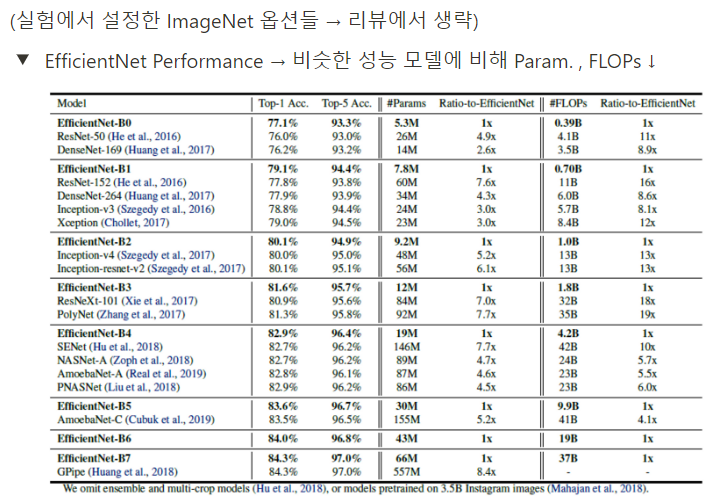 (실험에서 설정한 ImageNet 옵션들 → 리뷰에서 생략)
▼ EfficientNet Performance → 비슷한 성능 모델에 비해 Param. , FLOPs ↓
Model Top-1 Acc. Top-5 Acc. #Params Ratio-to-EfficientNet #FLOPs Ratio-to-EfficientNet
EfficientNet-B0 77.1% 93.3% 5.3M 1x 0.39B 1x
ResNet-50 (He et al., 2016) 76.0% 93.0% 26M 4.9x 4.1B 11x
DenseNet-169 (Huang et al., 2017) 76.2% 93.2% 14M 2.6x 3.5B 8.9x
EfficientNet-B1 79.1% 94.4% 7.8M 1x 0.70B 1x
ResNet-152 (He et al., 2016) 77.8% 93.8% 60M 7.6x 11B 16x
DenseNet-264 (Huang et al., 2017) 77.9% 93.9% 34M 4.3x 6.0B 8.6x
Inception-v3 (Szegedy et al., 2016) 78.8% 94.4% 24M 3.0x 5.7B 8.1x
Xception (Chollet, 2017) 79.0% 94.5% 23M 3.0x 8.4B 12x
EfficientNet-B2 80.1% 94.9% 9.2M 1x 1.0B 1x
Inception-v4 (Szegedy et al., 2017) 80.0% 95.0% 48M 5.2x 13B 13x
Inception-resnet-v2 (Szegedy et al., 2017) 80.1% 95.1% 56M 6.1x 13B 13x
EfficientNet-B3 81.6% 95.7% 12M 1x 1.8B 1x
ResNeXt-101 (Xie et al., 2017) 80.9% 95.6% 84M 7.0x 32B 18x
PolyNet (Zhang et al., 2017) 81.3% 95.8% 92M 7.7x 35B 19x
EfficientNet-B4 82.9% 96.4% 19M 1x 4.2B 1x
SENet (Hu et al., 2018) 82.7% 96.2% 146M 7.7x 42B 10x
NASNet-A (Zoph et al., 2018) 82.7% 96.2% 89M 4.7x 24B 5.7x
AmoebaNet-A (Real et al., 2019) 82.8% 96.1% 87M 4.6x 23B 5.5x
PNASNet (Liu et al., 2018) 82.9% 96.2% 86M 4.5x 23B 6.0x
EfficientNet-B5 83.6% 96.7% 30M 1x 9.9B 1x
AmoebaNet-C (Cubuk et al., 2019) 83.5% 96.5% 155M 5.2x 41B 4.1x
EfficientNet-B6 84.0% 96.8% 43M 1x 19B 1x
EfficientNet-B7 84.3% 97.0% 66M 1x 37B 1x
GPipe (Huang et al., 2018) 84.3% 97.0% 557M 8.4x - -
We omit ensemble and multi-crop models (Hu et al., 2018), or models pretrained on 3.5B Instagram images (Mahajan et al., 2018).